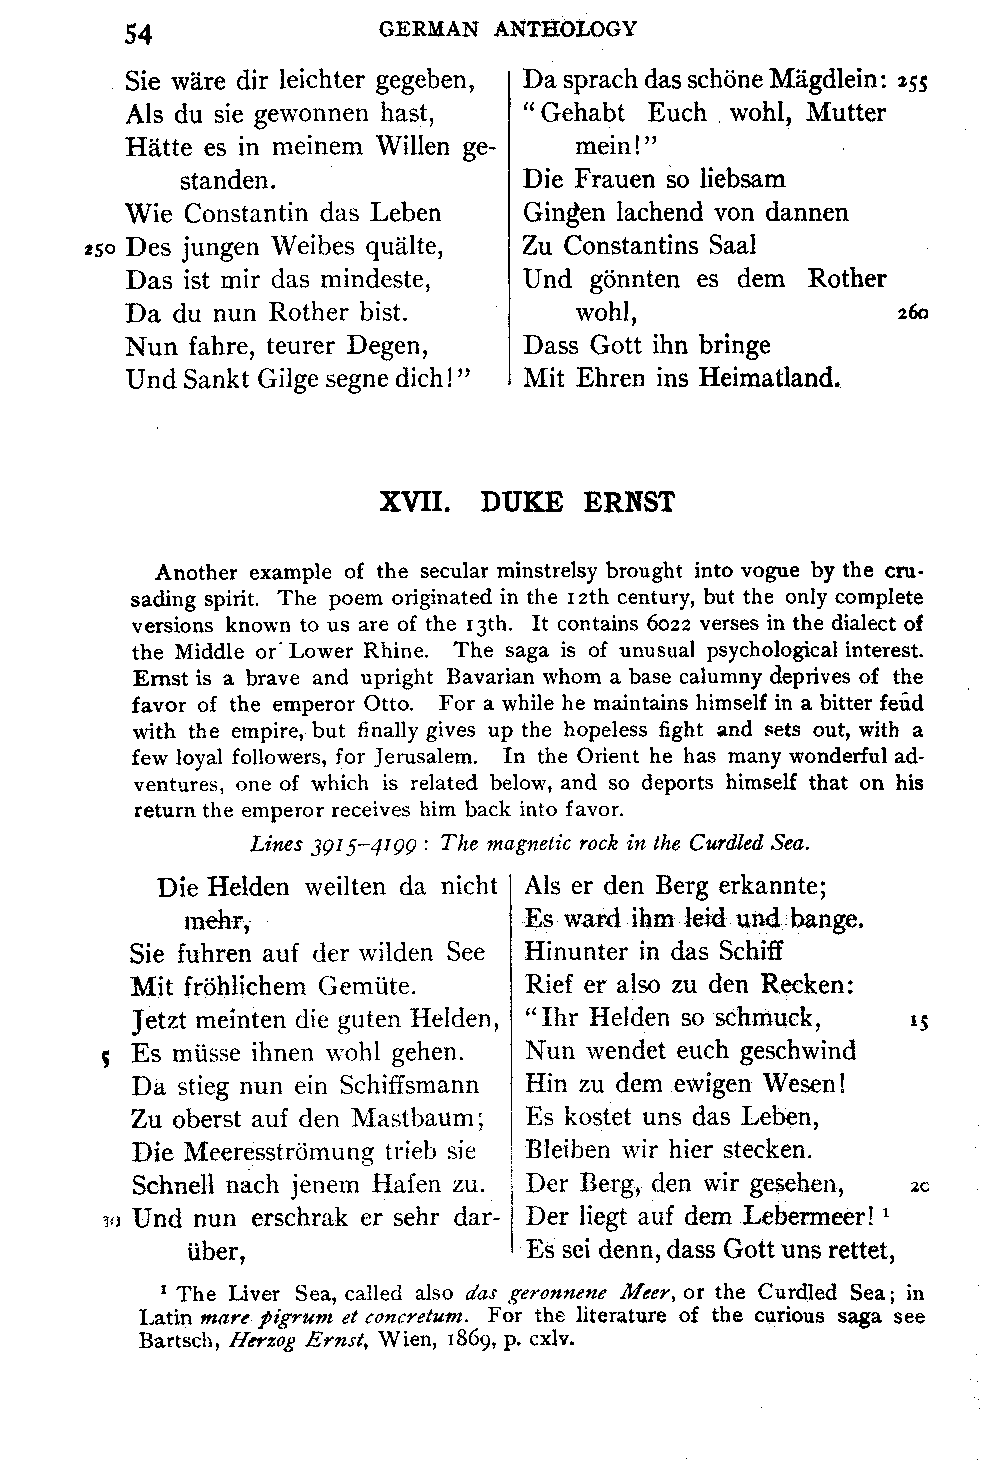 54 GERMAN ANTHOLOGY
Sie wäre dir leichter gegeben,
Als du sie gewonnen hast,
Hätte es in meinem Willen ge-
standen.
Wie Constantin das Leben
250 Des jungen Weibes quälte,
Das ist mir das mindeste,
Da du nun Rother bist.
Nun fahre, teurer Degen,
Und Sankt Gilge segne dich!”
Da sprach das schöne Mägdlein: 255
“Gehabt Euch wohl, Mutter
mein!”
Die Frauen so liebsam
Gingen lachend von dannen
Zu Constantins Saal
Und gönnten es dem Rother
wohl, 260
Dass Gott ihn bringe
Mit Ehren ins Heimatland.
XVII. DUKE ERNST
Another example of the secular minstrelsy brought into vogue by the cru-
sading spirit. The poem originated in the 12th century, but the only complete
versions known to us are of the 13th. It contains 6022 verses in the dialect of
the Middle or Lower Rhine. The saga is of unusual psychological interest.
Ernst is a brave and upright Bavarian whom a base calumny deprives of the
favor of the emperor Otto. For a while he maintains himself in a bitter feud
with the empire, but finally gives up the hopeless fight and sets out, with a
few loyal followers, for Jerusalem. In the Orient he has many wonderful ad-
ventures, one of which is related below, and so deports himself that on his
return the emperor receives him back into favor.
Lines 3915–4199 : The magnetic rock in the Curdled Sea.
Die Helden weilten da nicht
mehr,
Sie fuhren auf der wilden See
Mit fröhlichem Gemüte.
Jetzt meinten die guten Helden,
5 Es müsse ihnen wohl gehen.
Da stieg nun ein Schiffsmann
Zu oberst auf den Mastbaum;
Die Meeresströmung trieb sie
Schnell nach jenem Hafen zu.
10 Und nun erschrak er sehr dar-
über,
Als er den Berg erkannte;
Es ward ihm leid und bange.
Hinunter in das Schiff
Rief er also zu den Recken:
“Ihr Helden so schmuck, 15
Nun wendet euch geschwind
Hin zu dem ewigen Wesen!
Es kostet uns das Leben,
Bleiben wir hier stecken.
Der Berg, den wir gesehen, 20
Der liegt auf dem Lebermeer! ¹
Es sei denn, dass Gott uns rettet,
¹ The Liver Sea, called also das geronnene Meer, or the Curdled Sea; in
Latin mare pigrum et concretum. For the literature of the curious saga see
Bartsch, Herzog Ernst, Wien, 1869, p. cxlv.